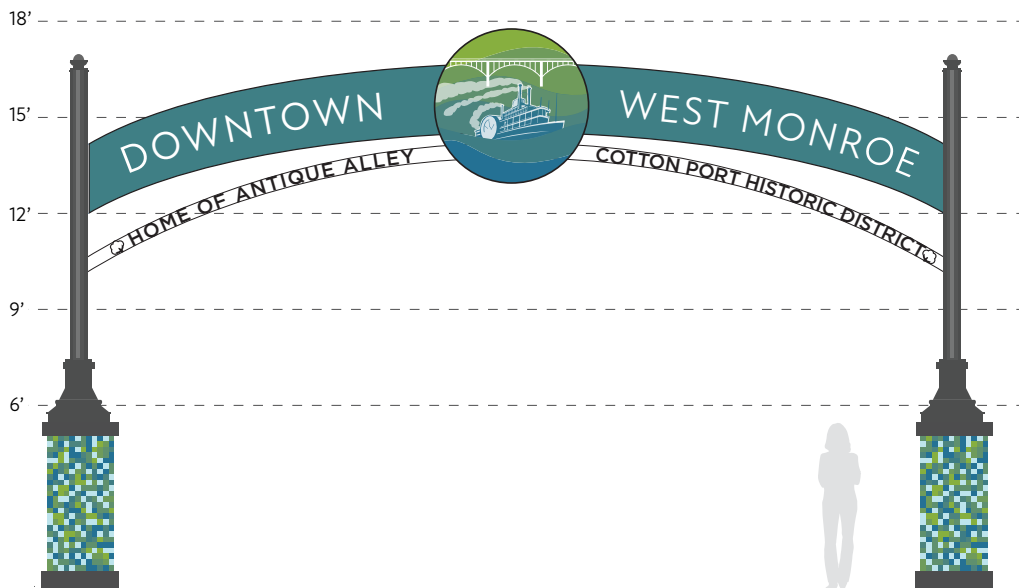 18’
DOWNTOWN WEST MONROE
15’
HOME OF ANTIQUE ALLEY COTTON PORT HISTORIC DISTRICT
12’
9’
6’